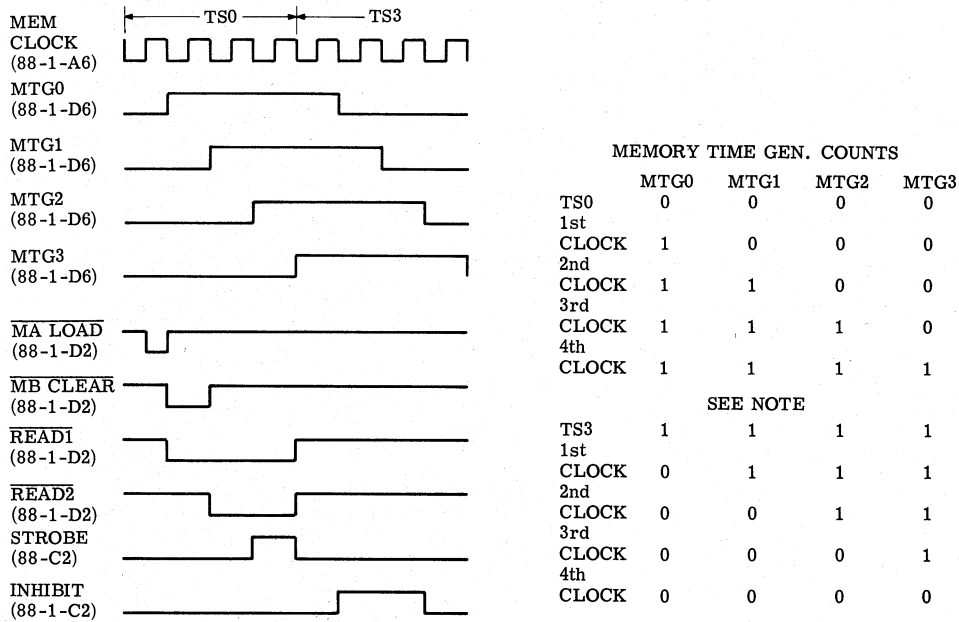 TS0 TS3
MEM
CLOCK
(88-1-A6)
MTG0
(88-1-D6)
MTG1
(88-1-D6)
MTG2
(88-1-D6)
MTG3
(88-1-D6)
MA LOAD
(88-1-D2)
MB CLEAR
(88-1-D2)
READ1
(88-1-D2)
READ2
(88-1-D2)
STROBE
(88-C2)
INHIBIT
(88-1-C2)
MEMORY TIME GEN. COUNTS
MTG0 MTG1 MTG2 MTG3
TS0 0 0 0 0
1st
CLOCK 1 0 0 0
2nd
CLOCK 1 1 0 0
3rd
CLOCK 1 1 1 0
4th
CLOCK 1 1 1 1
SEE NOTE
TS3 1 1 1 1
1st
CLOCK 0 1 1 1
2nd
CLOCK 0 0 1 1
3rd
CLOCK 0 0 0 1
4th
CLOCK 0 0 0 0